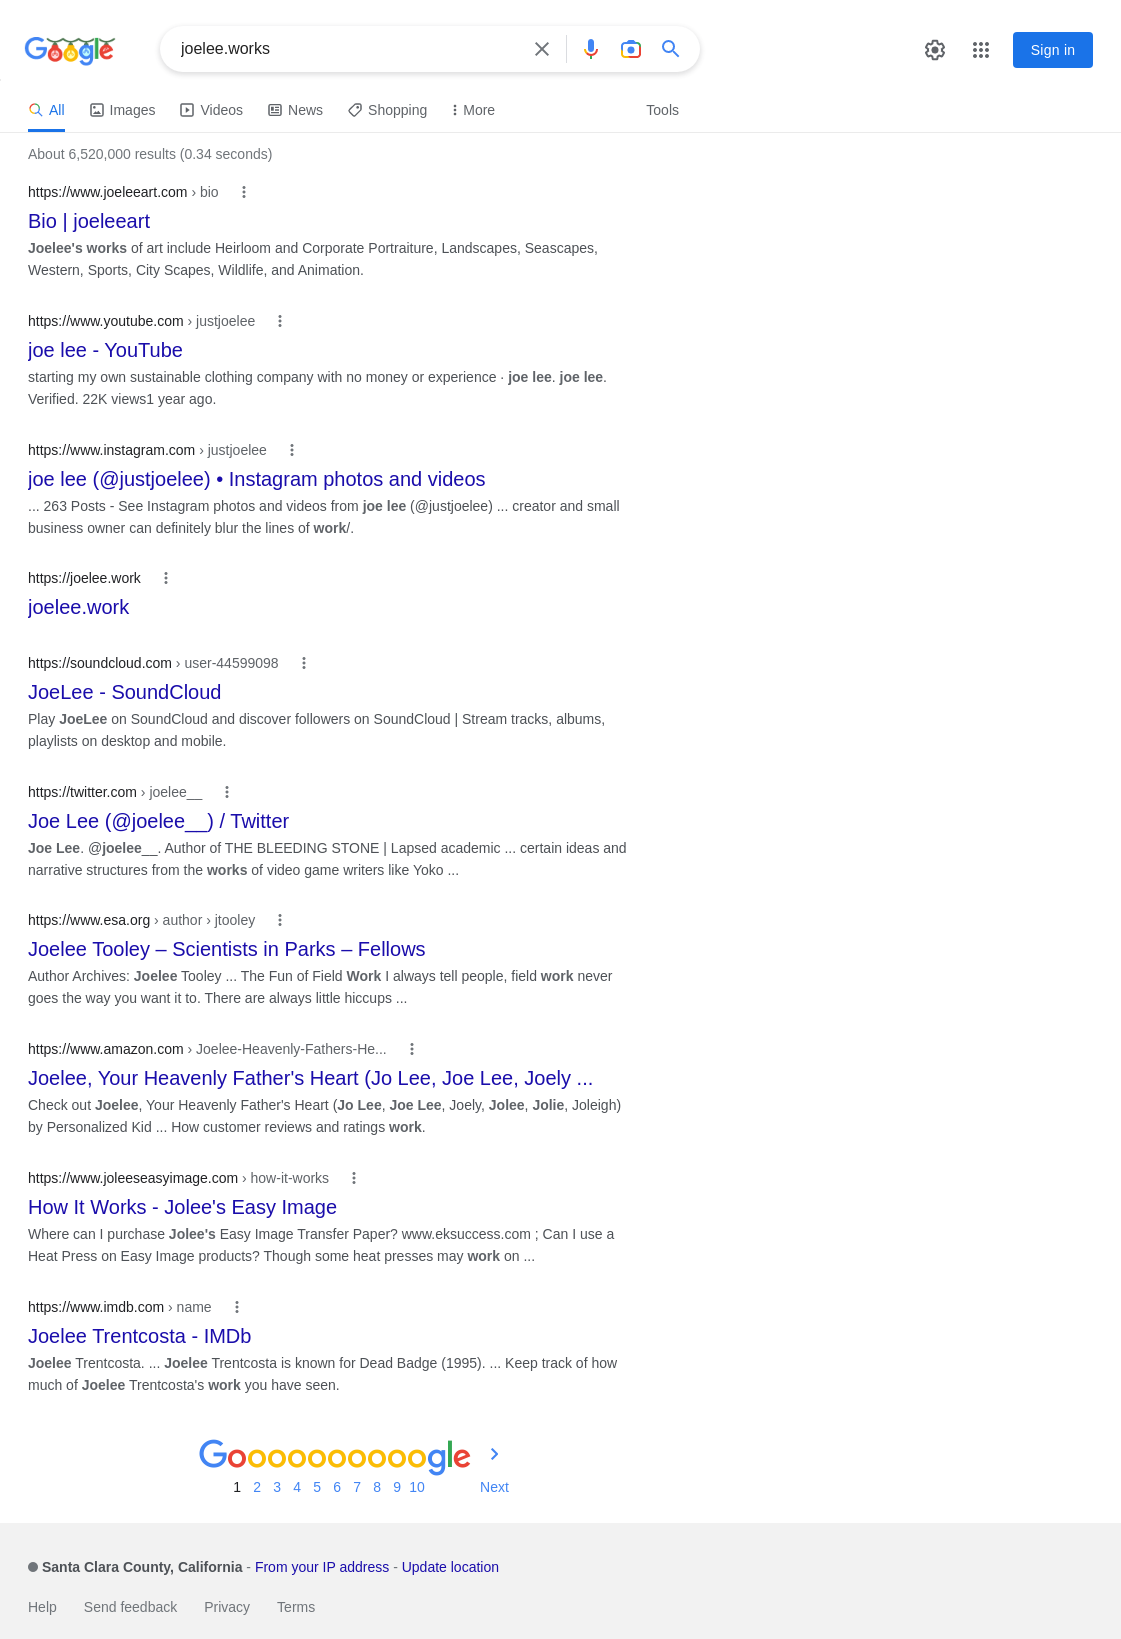 Google
joelee.works
Sign in
All Images Videos News Shopping More Tools
About 6,520,000 results (0.34 seconds)
https://www.joeleeart.com › bio
Bio | joeleeart
Joelee's works of art include Heirloom and Corporate Portraiture, Landscapes, Seascapes,
Western, Sports, City Scapes, Wildlife, and Animation.
https://www.youtube.com › justjoelee
joe lee - YouTube
starting my own sustainable clothing company with no money or experience · joe lee. joe lee.
Verified. 22K views1 year ago.
https://www.instagram.com › justjoelee
joe lee (@justjoelee) • Instagram photos and videos
... 263 Posts - See Instagram photos and videos from joe lee (@justjoelee) ... creator and small
business owner can definitely blur the lines of work/.
https://joelee.work
joelee.work
https://soundcloud.com › user-44599098
JoeLee - SoundCloud
Play JoeLee on SoundCloud and discover followers on SoundCloud | Stream tracks, albums,
playlists on desktop and mobile.
https://twitter.com › joelee__
Joe Lee (@joelee__) / Twitter
Joe Lee. @joelee__. Author of THE BLEEDING STONE | Lapsed academic ... certain ideas and
narrative structures from the works of video game writers like Yoko ...
https://www.esa.org › author › jtooley
Joelee Tooley – Scientists in Parks – Fellows
Author Archives: Joelee Tooley ... The Fun of Field Work I always tell people, field work never
goes the way you want it to. There are always little hiccups ...
https://www.amazon.com › Joelee-Heavenly-Fathers-He...
Joelee, Your Heavenly Father's Heart (Jo Lee, Joe Lee, Joely ...
Check out Joelee, Your Heavenly Father's Heart (Jo Lee, Joe Lee, Joely, Jolee, Jolie, Joleigh)
by Personalized Kid ... How customer reviews and ratings work.
https://www.joleeseasyimage.com › how-it-works
How It Works - Jolee's Easy Image
Where can I purchase Jolee's Easy Image Transfer Paper? www.eksuccess.com ; Can I use a
Heat Press on Easy Image products? Though some heat presses may work on ...
https://www.imdb.com › name
Joelee Trentcosta - IMDb
Joelee Trentcosta. ... Joelee Trentcosta is known for Dead Badge (1995). ... Keep track of how
much of Joelee Trentcosta's work you have seen.
Goooooooooogle
1 2 3 4 5 6 7 8 9 10 Next
Santa Clara County, California - From your IP address - Update location
Help Send feedback Privacy Terms